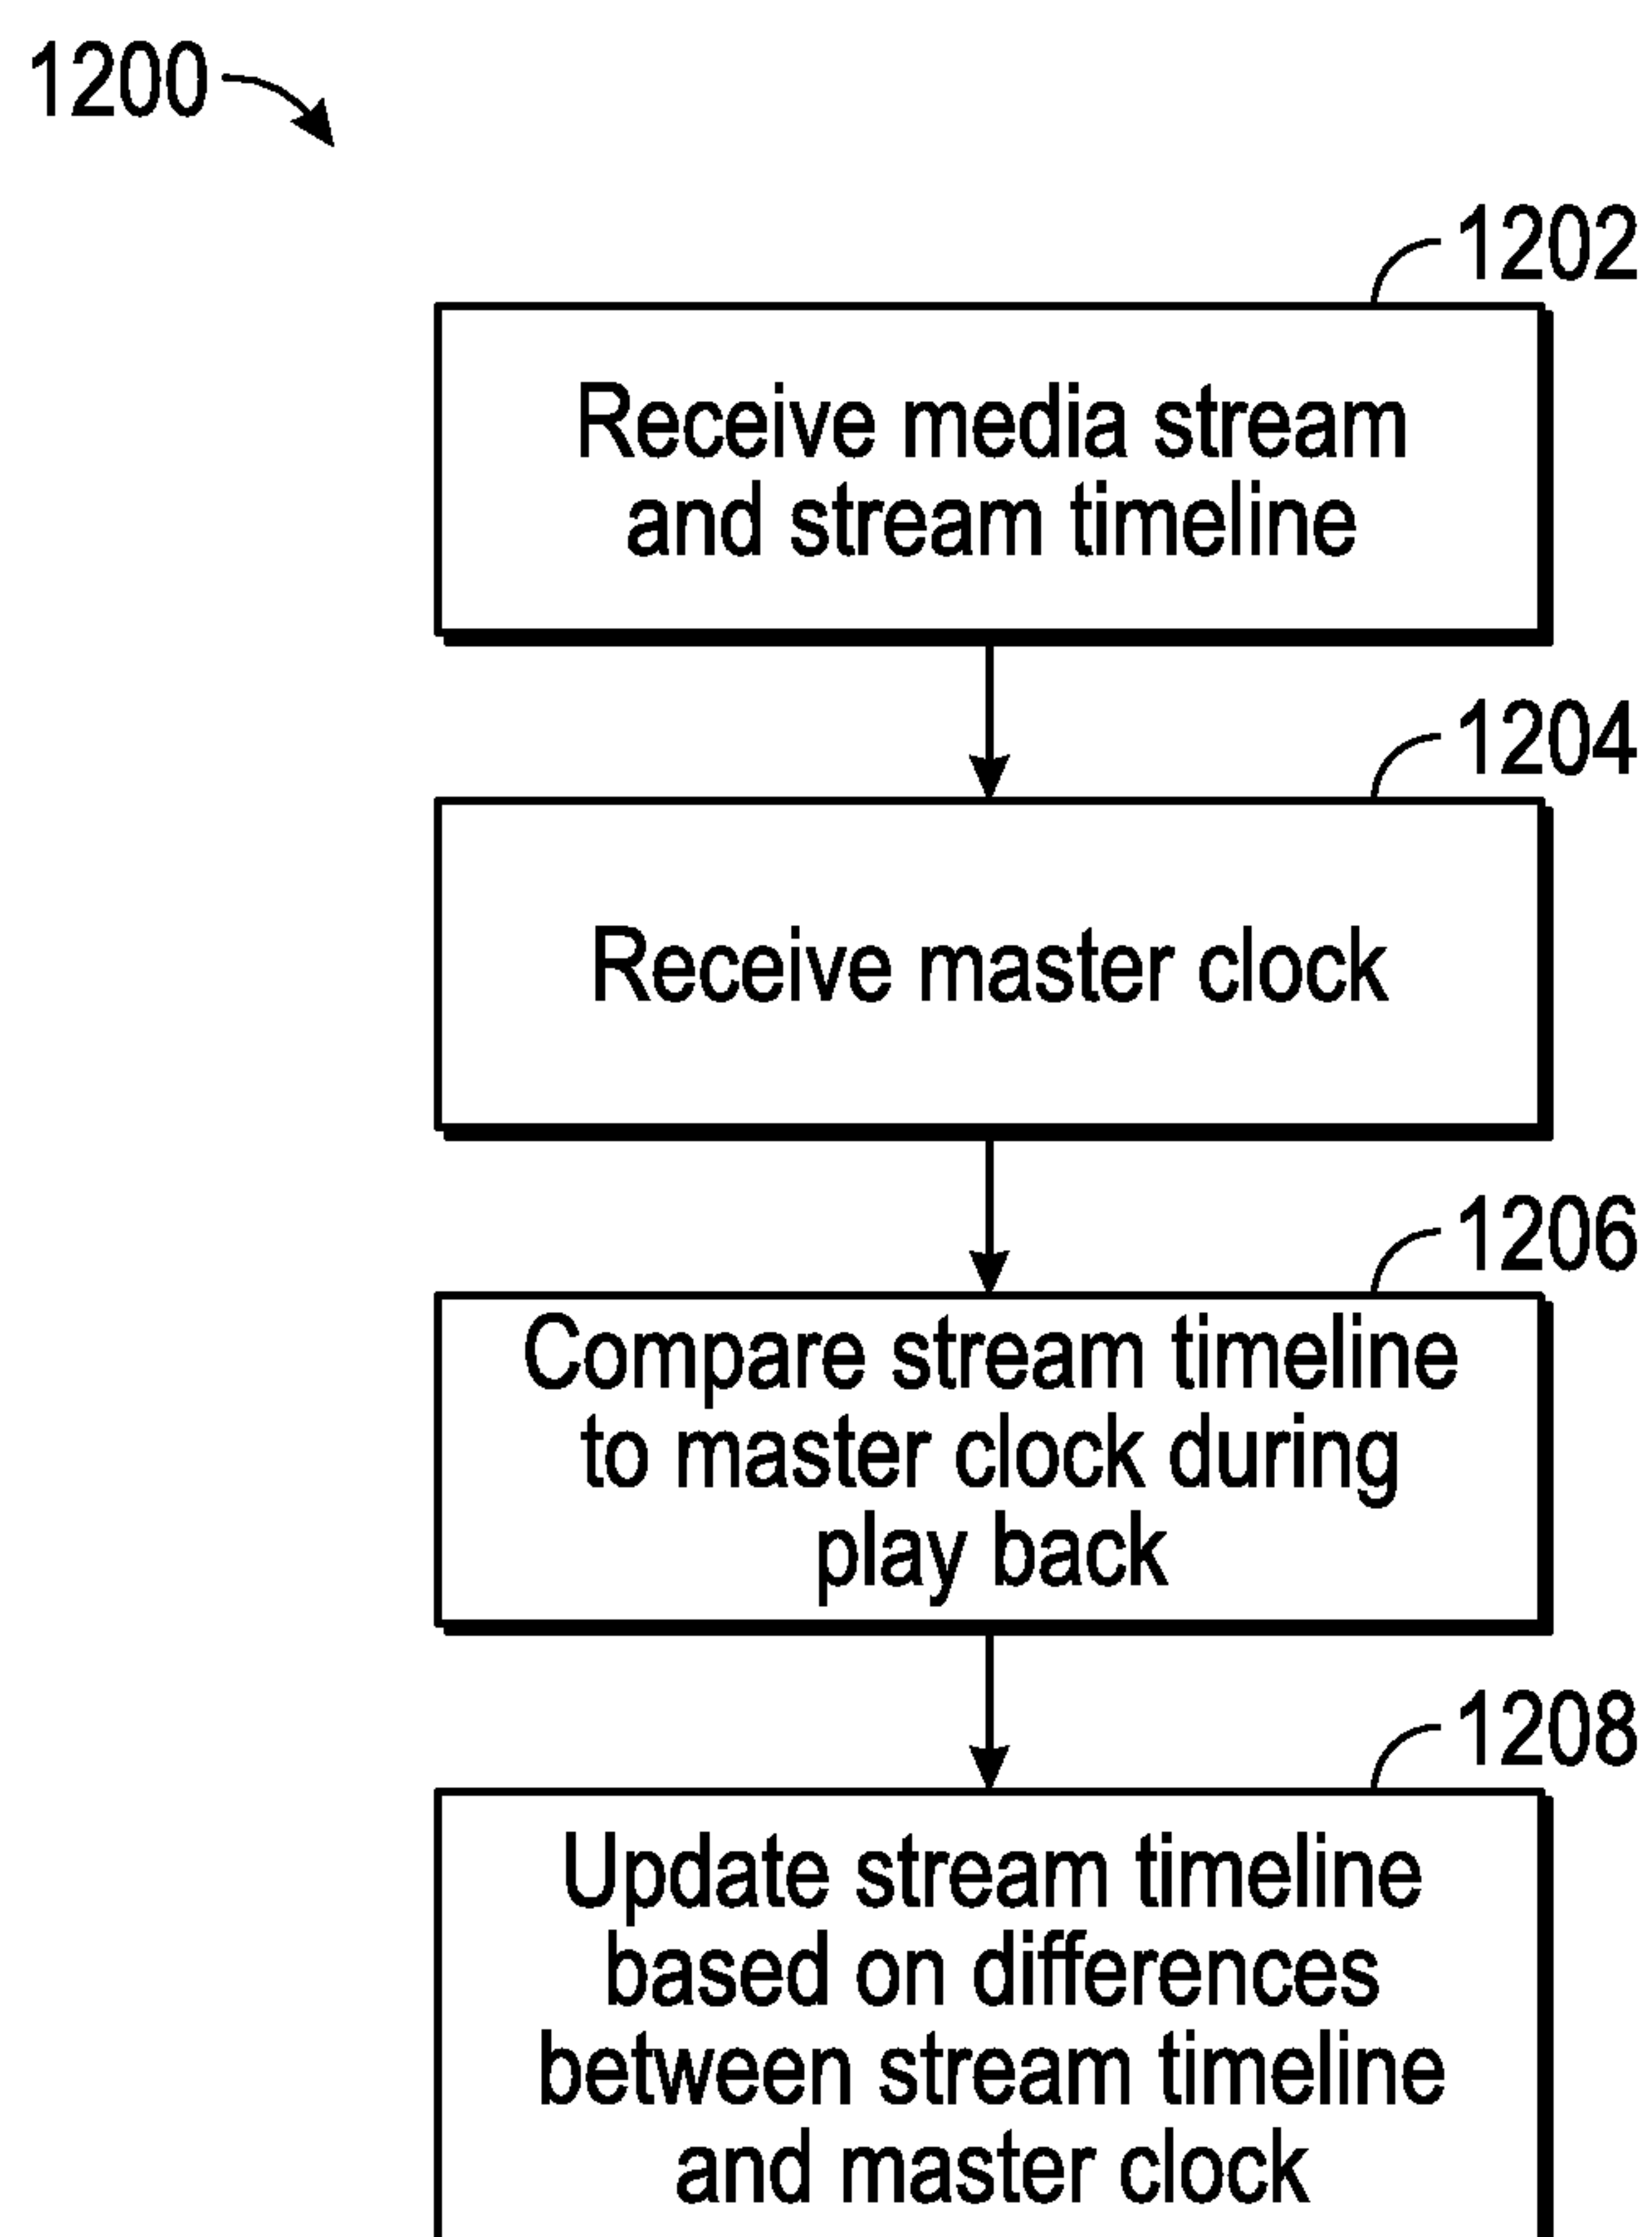 1200
1202
Receive media stream
and stream timeline
1204
Receive master clock
1206
Compare stream timeline
to master clock during
play back
1208
Update stream timeline
based on differences
between stream timeline
and master clock